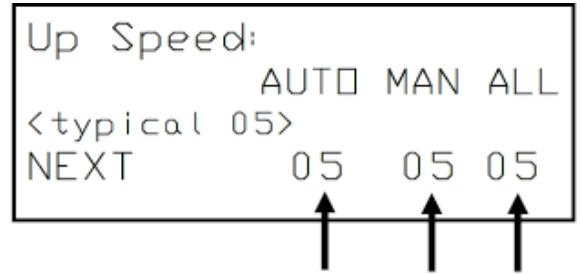 Up Speed:
AUTO MAN ALL
<typical 05>
NEXT 05 05 05